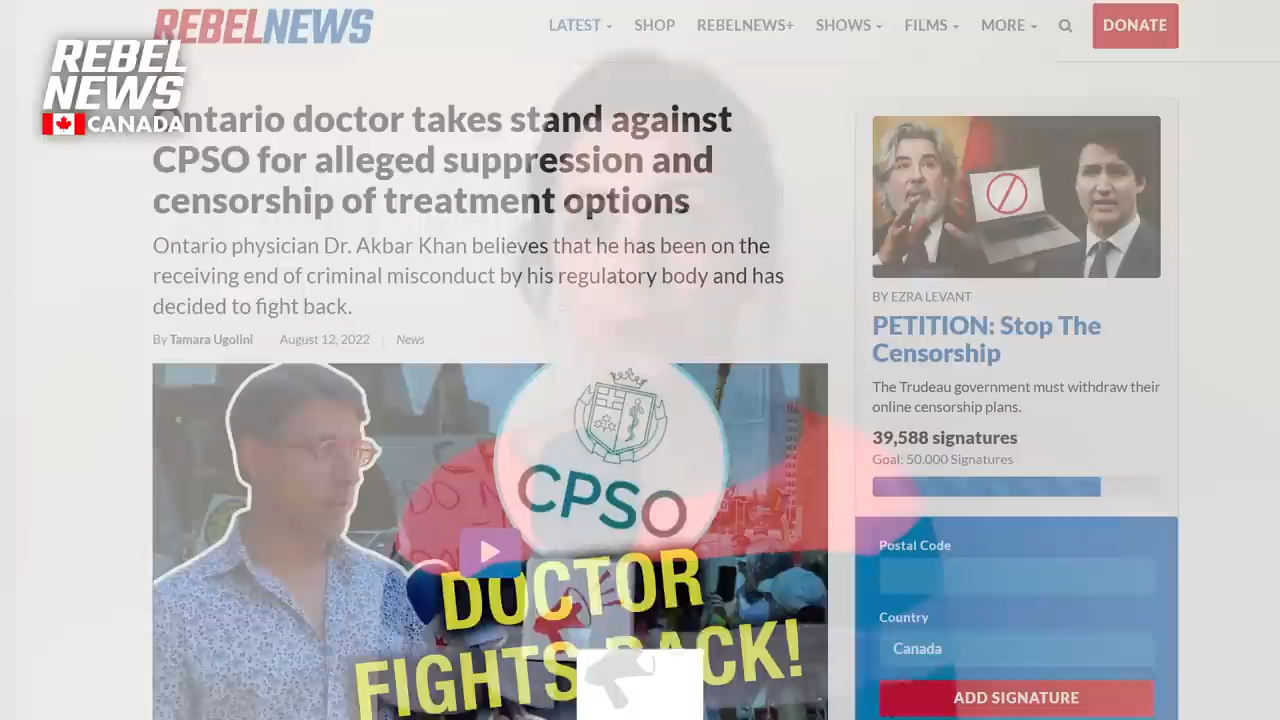 REBELNEWS
LATEST SHOP REBELNEWS+ SHOWS FILMS MORE DONATE
REBEL
NEWS
CANADA
Ontario doctor takes stand against
CPSO for alleged suppression and
censorship of treatment options
Ontario physician Dr. Akbar Khan believes that he has been on the
receiving end of criminal misconduct by his regulatory body and has
decided to fight back.
By Tamara Ugolini August 12, 2022 | News
CPSO
DOCTOR
FIGHTS BACK!
BY EZRA LEVANT
PETITION: Stop The
Censorship
The Trudeau government must withdraw their
online censorship plans.
39,588 signatures
Goal: 50.000 Signatures
Postal Code
Country
Canada
ADD SIGNATURE